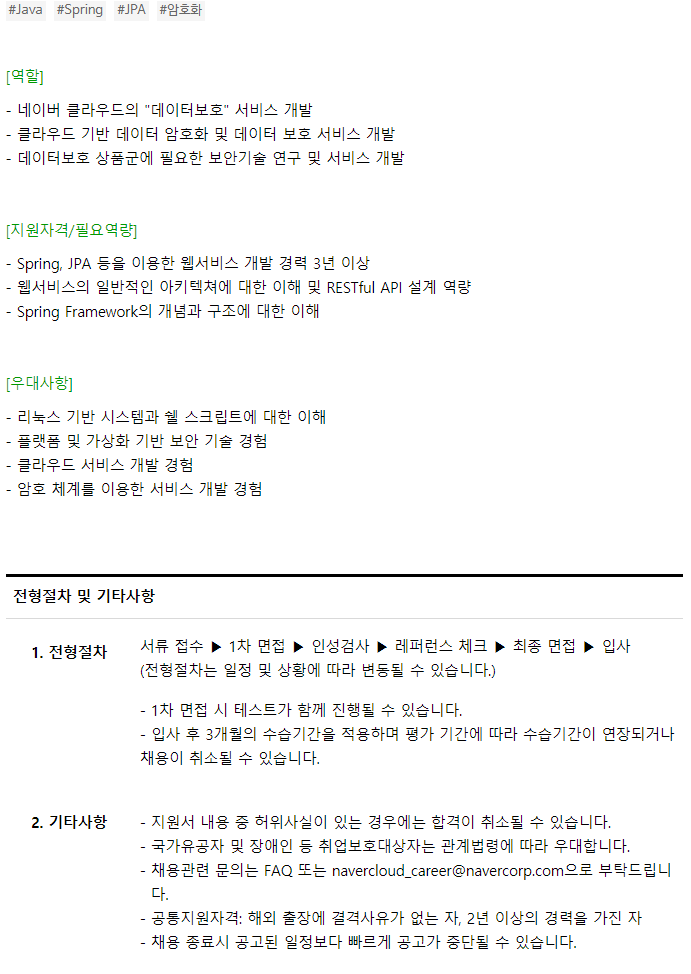 #Java #Spring #JPA #암호화
[역할]
- 네이버 클라우드의 "데이터보호" 서비스 개발
- 클라우드 기반 데이터 암호화 및 데이터 보호 서비스 개발
- 데이터보호 상품군에 필요한 보안기술 연구 및 서비스 개발
[지원자격/필요역량]
- Spring, JPA 등을 이용한 웹서비스 개발 경력 3년 이상
- 웹서비스의 일반적인 아키텍쳐에 대한 이해 및 RESTful API 설계 역량
- Spring Framework의 개념과 구조에 대한 이해
[우대사항]
- 리눅스 기반 시스템과 쉘 스크립트에 대한 이해
- 플랫폼 및 가상화 기반 보안 기술 경험
- 클라우드 서비스 개발 경험
- 암호 체계를 이용한 서비스 개발 경험
전형절차 및 기타사항
1. 전형절차
서류 접수 ▶ 1차 면접 ▶ 인성검사 ▶ 레퍼런스 체크 ▶ 최종 면접 ▶ 입사
(전형절차는 일정 및 상황에 따라 변동될 수 있습니다.)
- 1차 면접 시 테스트가 함께 진행될 수 있습니다.
- 입사 후 3개월의 수습기간을 적용하며 평가 기간에 따라 수습기간이 연장되거나
채용이 취소될 수 있습니다.
2. 기타사항
- 지원서 내용 중 허위사실이 있는 경우에는 합격이 취소될 수 있습니다.
- 국가유공자 및 장애인 등 취업보호대상자는 관계법령에 따라 우대합니다.
- 채용관련 문의는 FAQ 또는 navercloud_career@navercorp.com으로 부탁드립니
다.
- 공통지원자격: 해외 출장에 결격사유가 없는 자, 2년 이상의 경력을 가진 자
- 채용 종료시 공고된 일정보다 빠르게 공고가 중단될 수 있습니다.